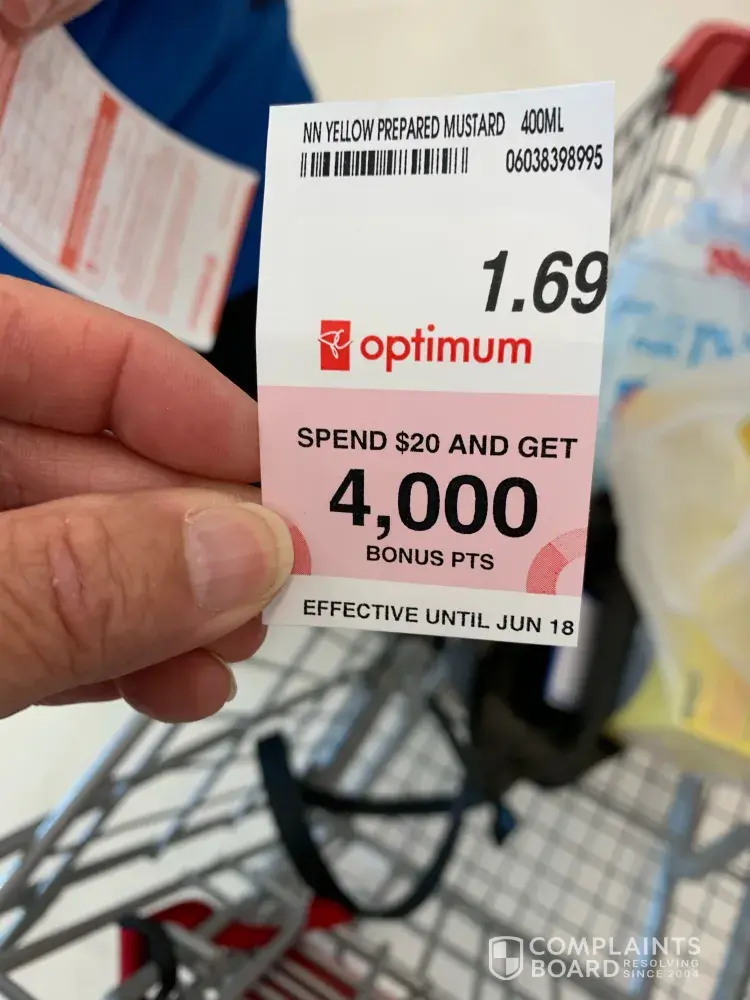 NN YELLOW PREPARED MUSTARD 400ML
06038398995
1.69
optimum
SPEND $20 AND GET
4,000
BONUS PTS
EFFECTIVE UNTIL JUN 18
COMPLAINTS
BOARD RESOLVING SINCE 2004